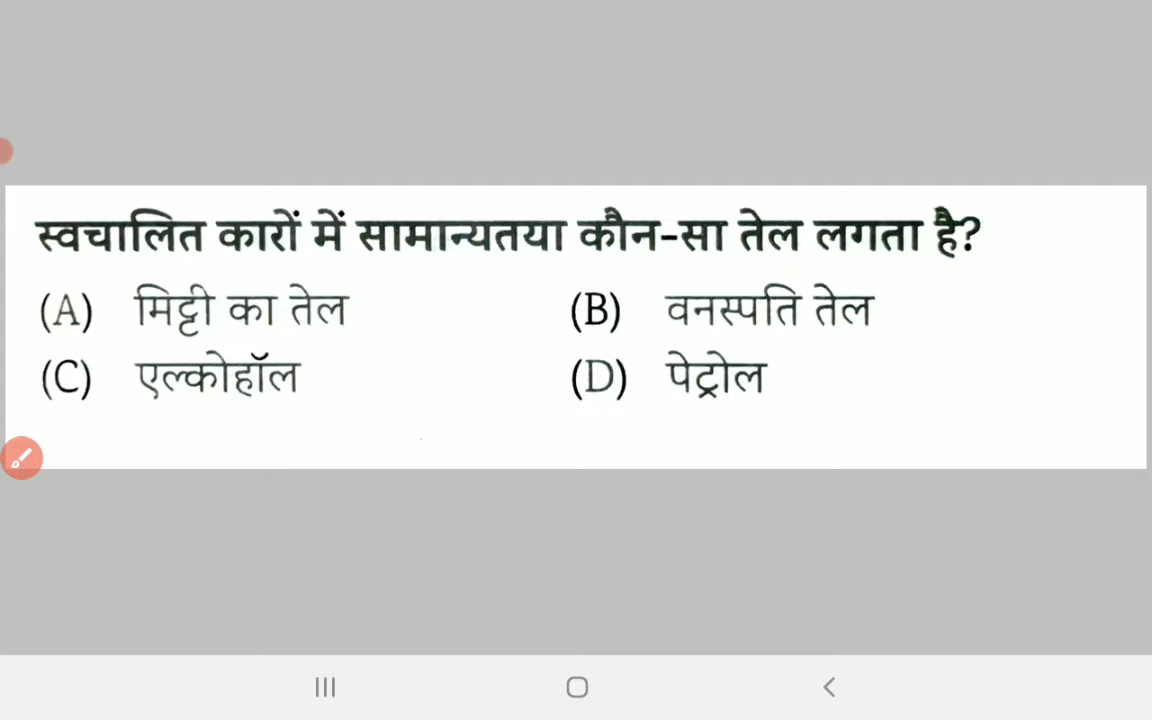 स्वचालित कारों में सामान्यतया कौन-सा तेल लगता है?
(A) मिट्टी का तेल (B) वनस्पति तेल
(C) एल्कोहॉल (D) पेट्रोल